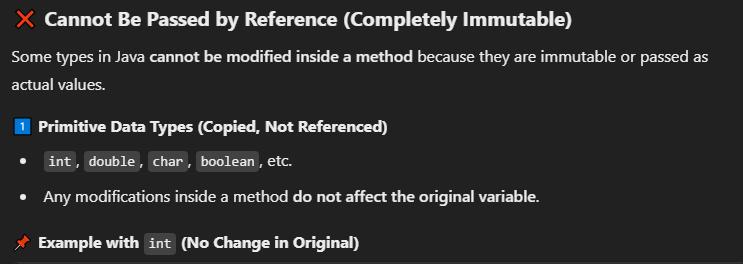 ❌ Cannot Be Passed by Reference (Completely Immutable)
Some types in Java cannot be modified inside a method because they are immutable or passed as
actual values.
1️⃣ Primitive Data Types (Copied, Not Referenced)
• int, double, char, boolean, etc.
• Any modifications inside a method do not affect the original variable.
📌 Example with int (No Change in Original)